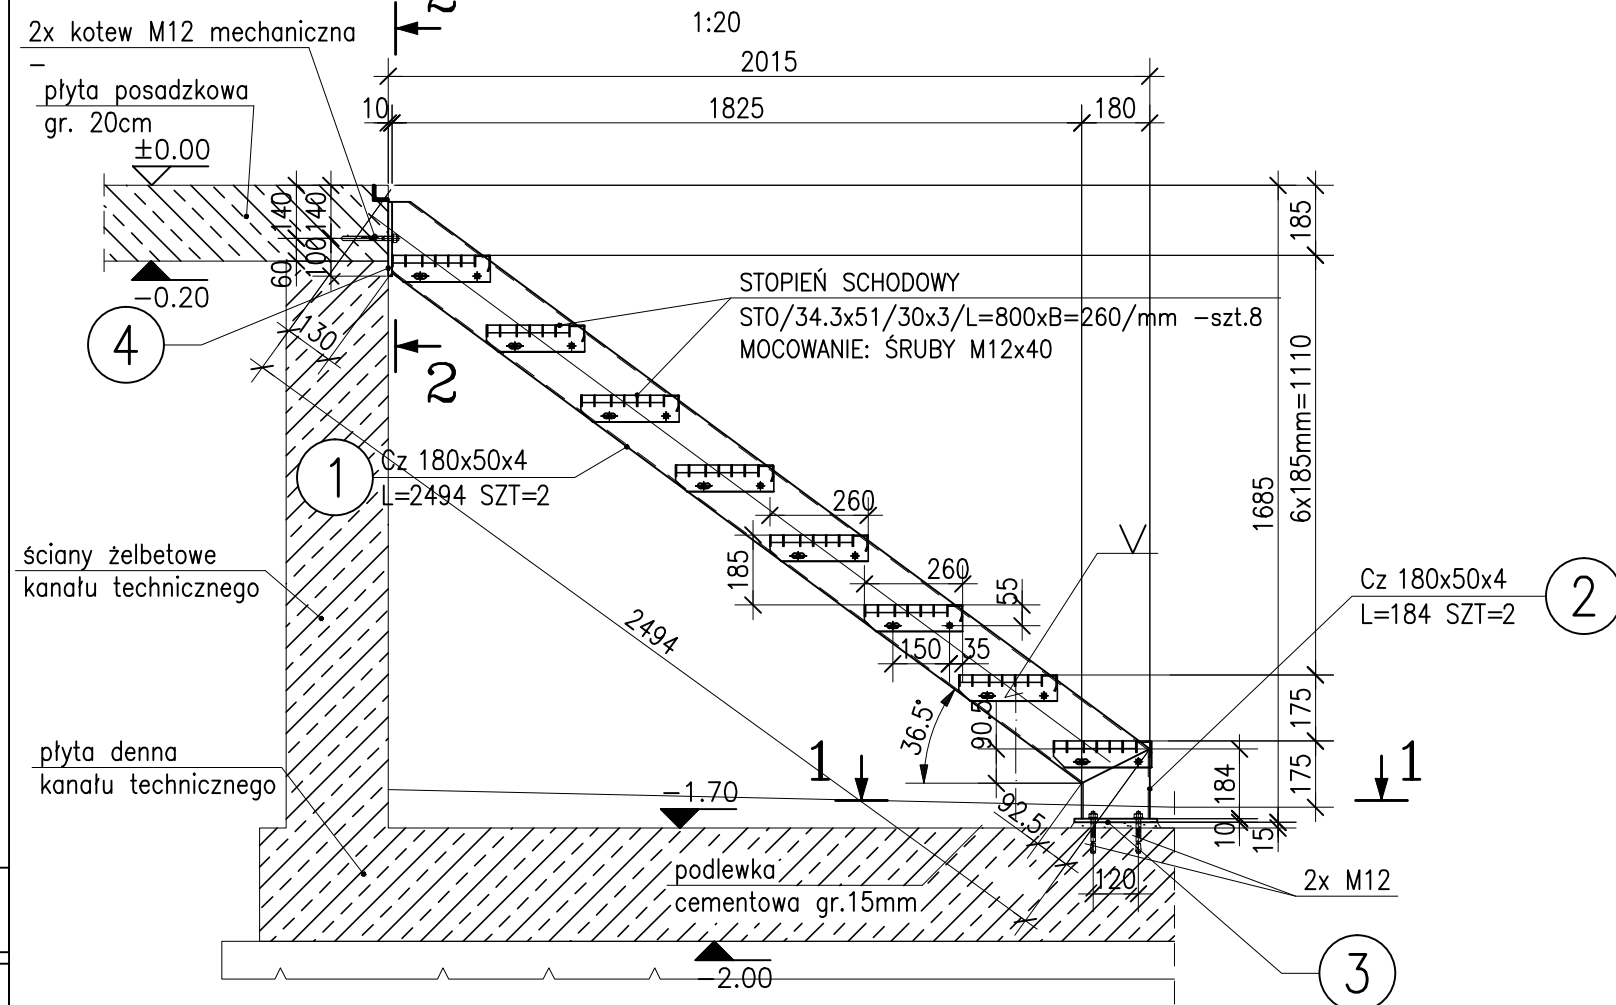 2
1:20
2x kotew M12 mechaniczna
–
płyta posadzkowa
gr. 20cm
±0.00
2015
10
1825
180
140
140
100
60
-0.20
4
130
2
185
STOPIEŃ SCHODOWY
STO/34.3x51/30x3/L=800xB=260/mm -szt.8
MOCOWANIE: ŚRUBY M12x40
6x185mm=1110
1685
1
Cz 180x50x4
L=2494 SZT=2
260
185
260
55
150
35
ściany żelbetowe
kanału technicznego
2494
Cz 180x50x4
L=184 SZT=2
2
36.5°
90.5
175
175
184
10
15
płyta denna
kanału technicznego
1
1
-1.70
92.5
podlewka
cementowa gr.15mm
120
2x M12
3
-2.00